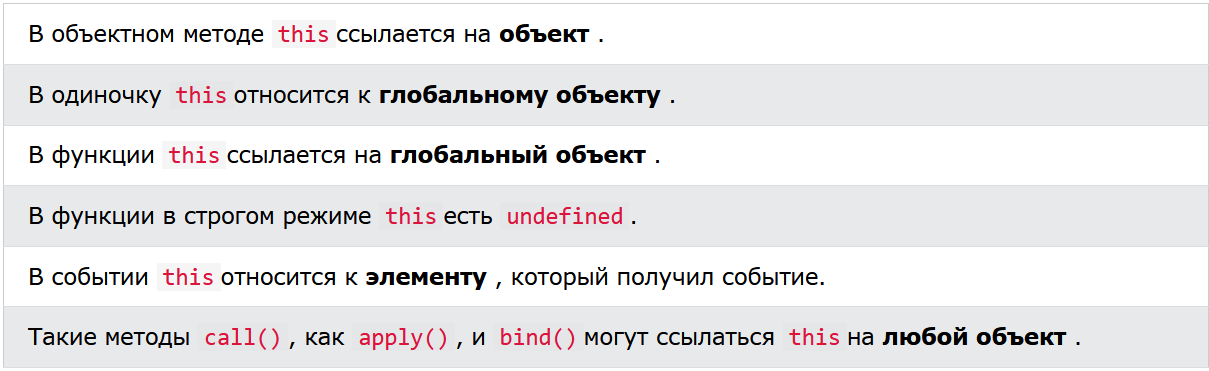 В объектном методе this ссылается на объект .
В одиночку this относится к глобальному объекту .
В функции this ссылается на глобальный объект .
В функции в строгом режиме this есть undefined .
В событии this относится к элементу , который получил событие.
Такие методы call() , как apply() , и bind() могут ссылаться this на любой объект .